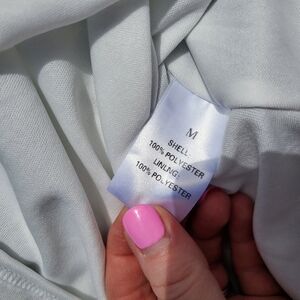 M
SHELL:
100% POLYESTER
LINING:
100% POLYESTER